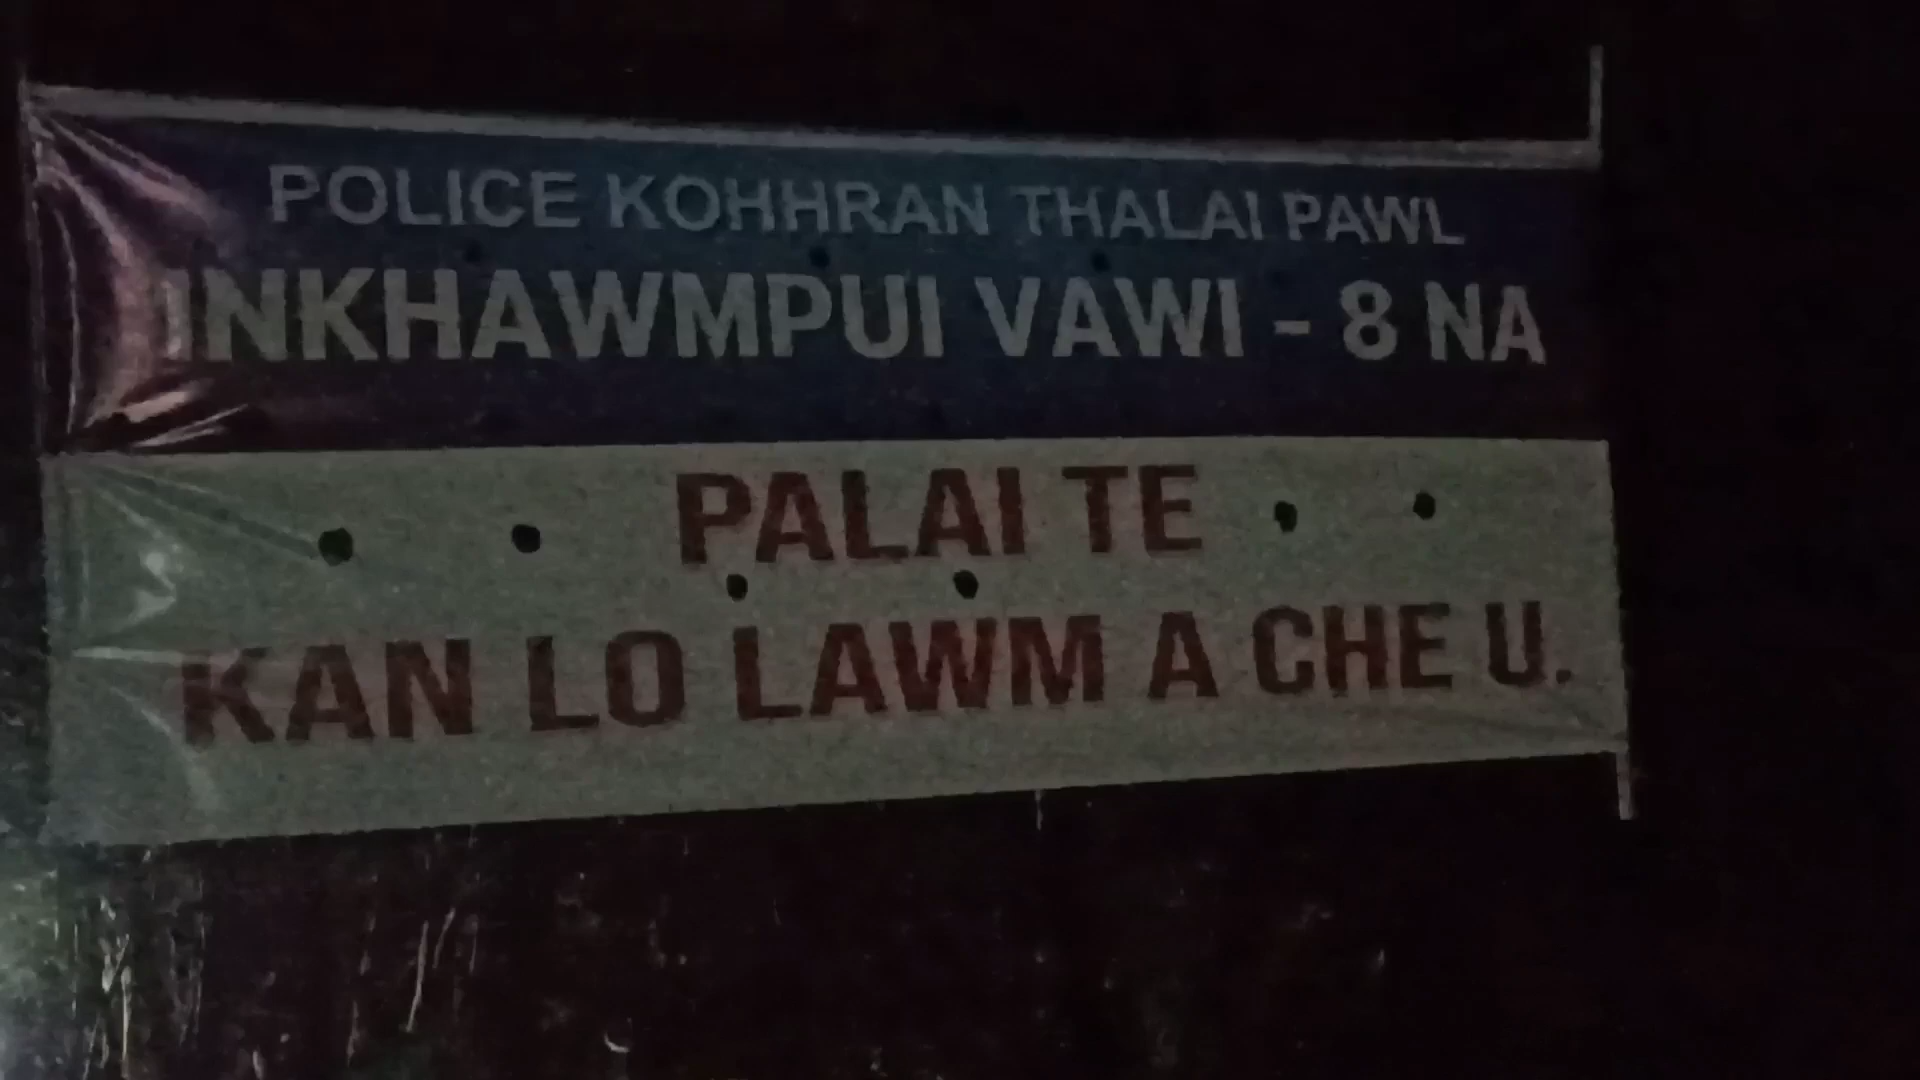 POLICE KOHHRAN THALAI PAWL
INKHAWMPUI VAWI - 8 NA
PALAI TE
KAN LO LAWM A CHE U.